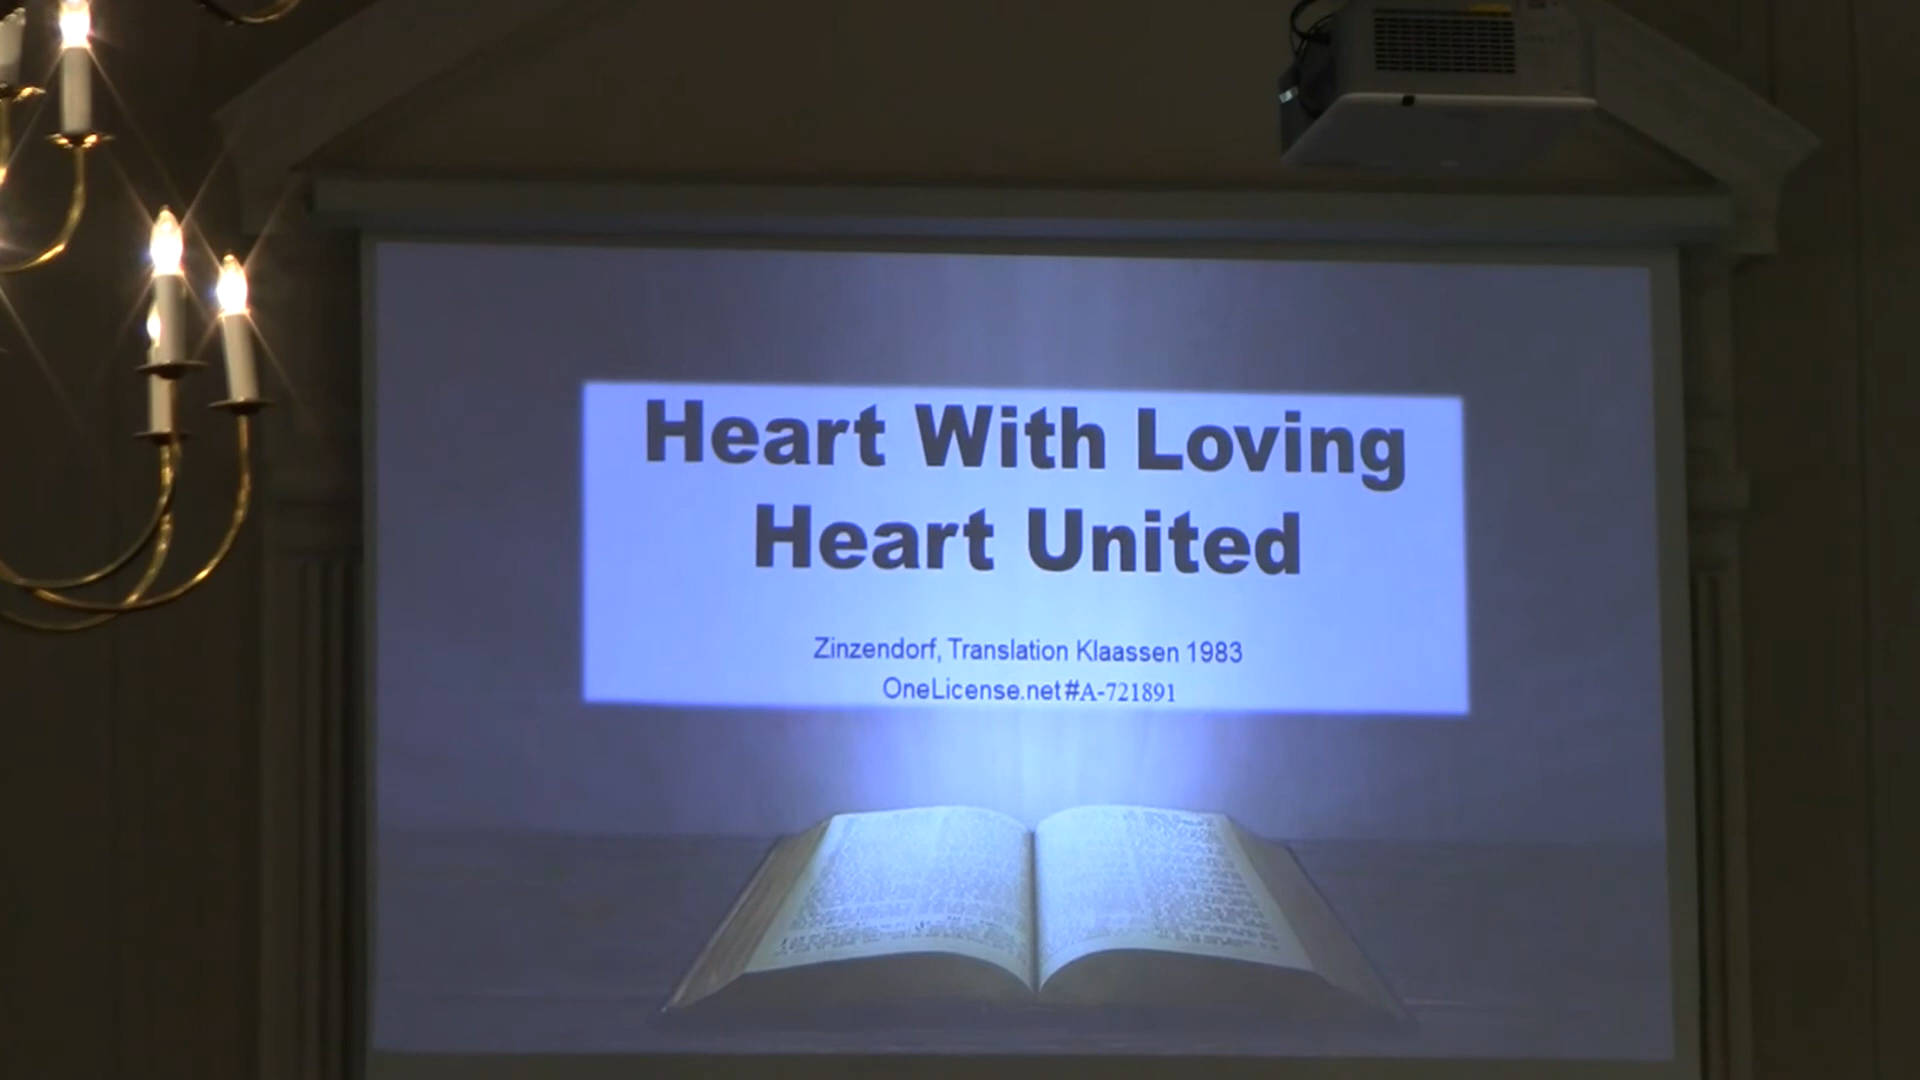 Heart With Loving
Heart United
Zinzendorf, Translation Klaassen 1983
OneLicense.net#A-721891